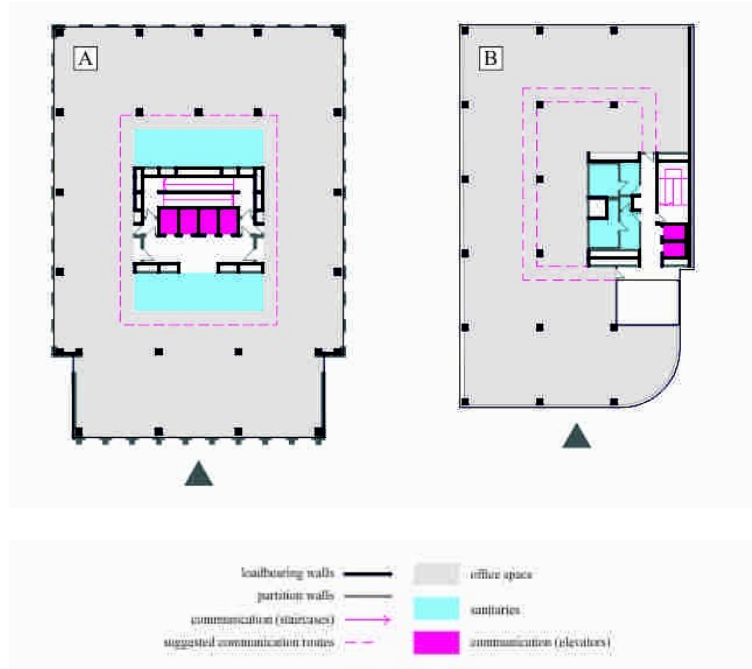 A
B
loadbearing walls
partition walls
communication (staircases)
suggested communication routes
office space
sanitaries
communication (elevators)